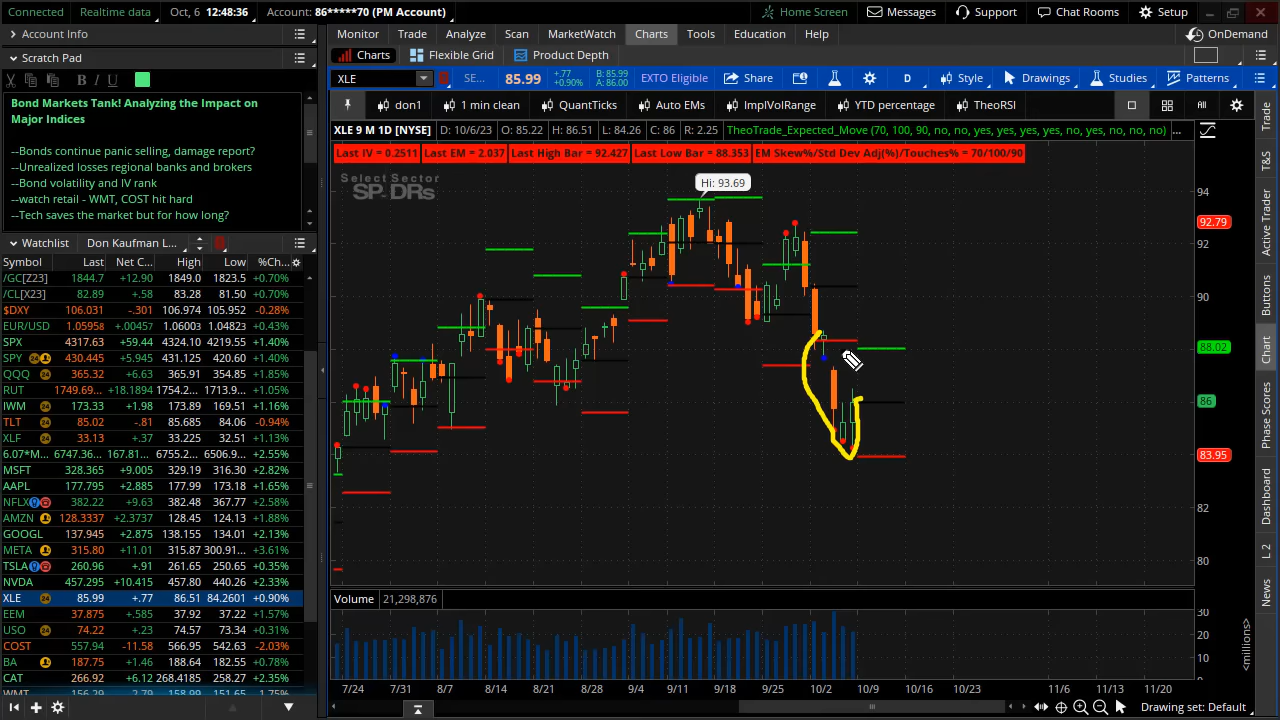 Connected Realtime data Oct, 6 12:48:36 Account: 86*****70 (PM Account) Home Screen Messages Support Chat Rooms Setup
Account Info
Monitor Trade Analyze Scan MarketWatch Charts Tools Education Help OnDemand
Scratch Pad
Charts Flexible Grid Product Depth
B I U
XLE SE... 85.99 +.77 +0.90% B: 85.99 A: 86.00 EXTO Eligible Share D Style Drawings Studies Patterns
Bond Markets Tank! Analyzing the Impact on
Major Indices
--Bonds continue panic selling, damage report?
--Unrealized losses regional banks and brokers
--Bond volatility and IV rank
--watch retail - WMT, COST hit hard
--Tech saves the market but for how long?
don1 1 min clean QuantTicks Auto EMs ImplVolRange YTD percentage TheoRSI All
XLE 9 M 1D [NYSE] D: 10/6/23 O: 85.22 H: 86.51 L: 84.26 C: 86 R: 2.25 TheoTrade_Expected_Move (70, 100, 90, no, no, yes, yes, yes, yes, no, yes, no, no, no) ...
Last IV = 0.2511 Last EM = 2.037 Last High Bar = 92.427 Last Low Bar = 88.353 EM Skew%/Std Dev Adj(%)/Touches% = 70/100/90
Select Sector
SPDRs
Hi: 93.69
Watchlist Don Kaufman L...
Symbol Last Net C... High Low %Ch...
/GC[Z23] 1844.7 +12.90 1849.0 1823.5 +0.70%
/CL[X23] 82.89 +.58 83.28 81.50 +0.70%
$DXY 106.031 -.301 106.974 105.952 -0.28%
EUR/USD 1.05958 +.00457 1.06003 1.04823 +0.43%
SPX 4317.63 +59.44 4324.10 4219.55 +1.40%
SPY 430.445 +5.945 431.125 420.60 +1.40%
QQQ 365.32 +6.63 365.91 354.85 +1.85%
RUT 1749.69... +18.1894 1754.2... 1713.9... +1.05%
IWM 173.33 +1.98 173.89 169.51 +1.16%
TLT 85.02 -.81 85.685 84.06 -0.94%
XLF 33.13 +.37 33.225 32.51 +1.13%
6.07*M... 6747.36... 167.81... 6755.2... 6506.9... +2.55%
MSFT 328.365 +9.005 329.19 316.30 +2.82%
AAPL 177.795 +2.885 177.99 173.18 +1.65%
NFLX 382.22 +9.63 382.48 367.77 +2.58%
AMZN 128.3337 +2.3737 128.45 124.13 +1.88%
GOOGL 137.945 +2.875 138.155 134.01 +2.13%
META 315.80 +11.01 315.87 300.91... +3.61%
TSLA 260.96 +.91 261.65 250.65 +0.35%
NVDA 457.295 +10.415 457.80 440.26 +2.33%
XLE 85.99 +.77 86.51 84.2601 +0.90%
EEM 37.875 +.585 37.92 37.22 +1.57%
USO 74.22 +.23 74.57 73.34 +0.31%
COST 557.94 -11.58 566.95 542.63 -2.03%
BA 187.75 +1.46 188.64 182.55 +0.78%
CAT 266.92 +6.12 268.4185 258.27 +2.35%
94
92.79
92
90
88.02
86
83.95
82
80
Volume 21,298,876
30
20
10
<millions>
7/24 7/31 8/7 8/14 8/21 8/28 9/4 9/11 9/18 9/25 10/2 10/9 10/16 10/23 11/6 11/13 11/20
Drawing set: Default
Trade
T&S
Active Trader
Buttons
Chart
Phase Scores
Dashboard
L 2
News